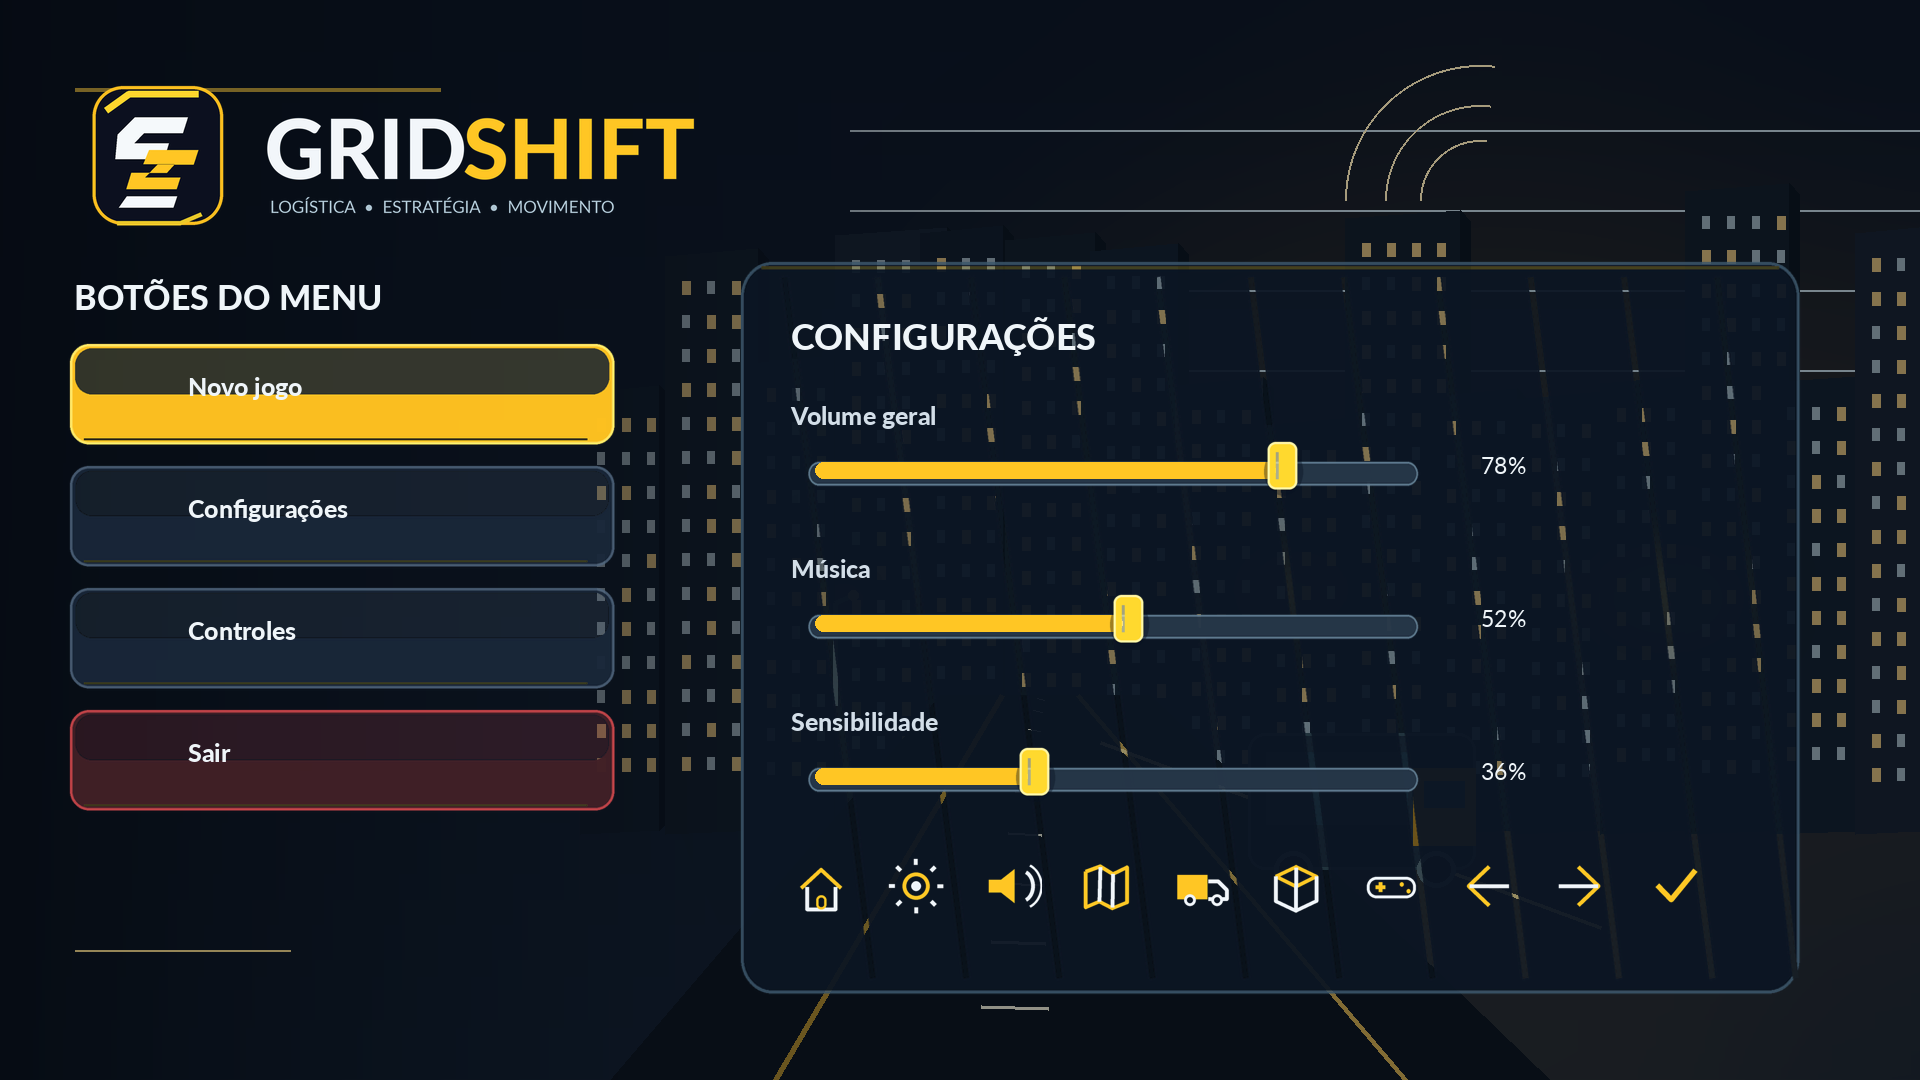 GRIDSHIFT
LOGÍSTICA • ESTRATÉGIA • MOVIMENTO
BOTÕES DO MENU
Novo jogo
Configurações
Controles
Sair
CONFIGURAÇÕES
Volume geral
78%
Música
52%
Sensibilidade
36%